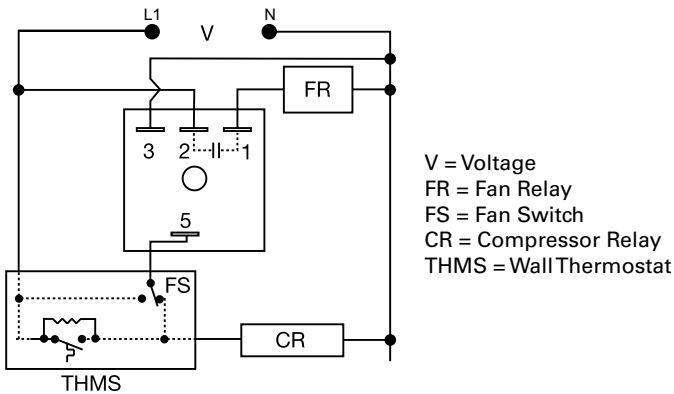 L1
V
N
FR
3 2 1
5
FS
CR
THMS
V = Voltage
FR = Fan Relay
FS = Fan Switch
CR = Compressor Relay
THMS = Wall Thermostat